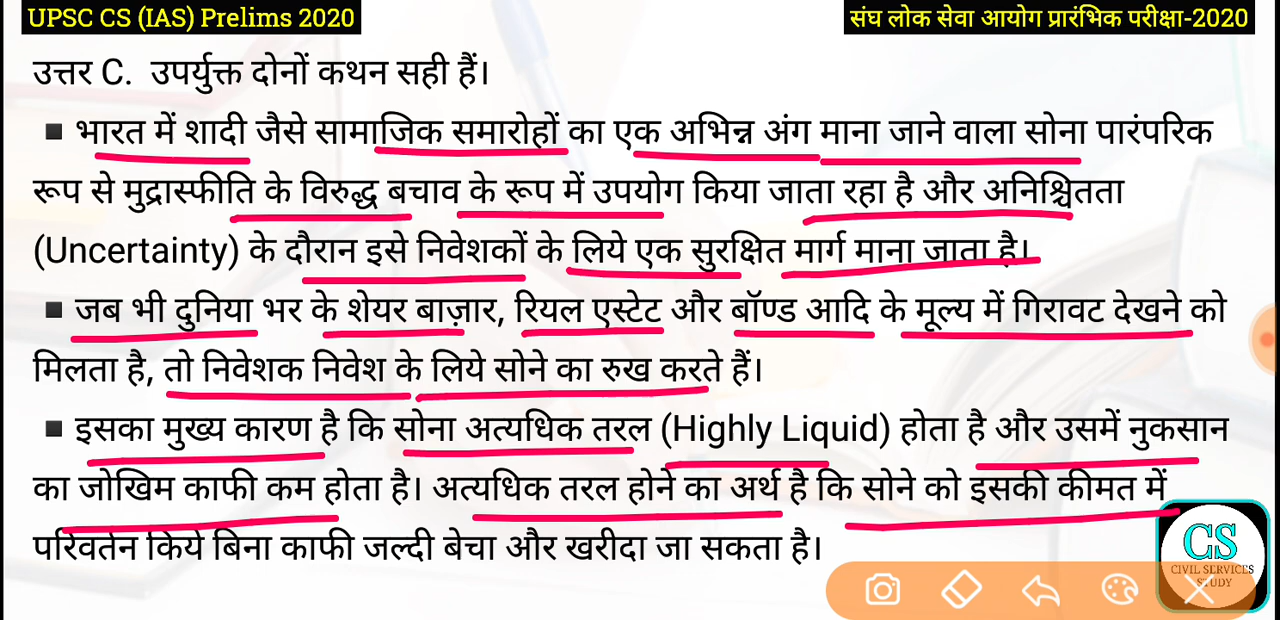 UPSC CS (IAS) Prelims 2020
संघ लोक सेवा आयोग प्रारंभिक परीक्षा-2020
उत्तर C. उपर्युक्त दोनों कथन सही हैं।
▪ भारत में शादी जैसे सामाजिक समारोहों का एक अभिन्न अंग माना जाने वाला सोना पारंपरिक
रूप से मुद्रास्फीति के विरुद्ध बचाव के रूप में उपयोग किया जाता रहा है और अनिश्चितता
(Uncertainty) के दौरान इसे निवेशकों के लिये एक सुरक्षित मार्ग माना जाता है।
▪ जब भी दुनिया भर के शेयर बाज़ार, रियल एस्टेट और बॉण्ड आदि के मूल्य में गिरावट देखने को
मिलता है, तो निवेशक निवेश के लिये सोने का रुख करते हैं।
▪ इसका मुख्य कारण है कि सोना अत्यधिक तरल (Highly Liquid) होता है और उसमें नुकसान
का जोखिम काफी कम होता है। अत्यधिक तरल होने का अर्थ है कि सोने को इसकी कीमत में
परिवर्तन किये बिना काफी जल्दी बेचा और खरीदा जा सकता है।
CS
CIVIL SERVICES
STUDY